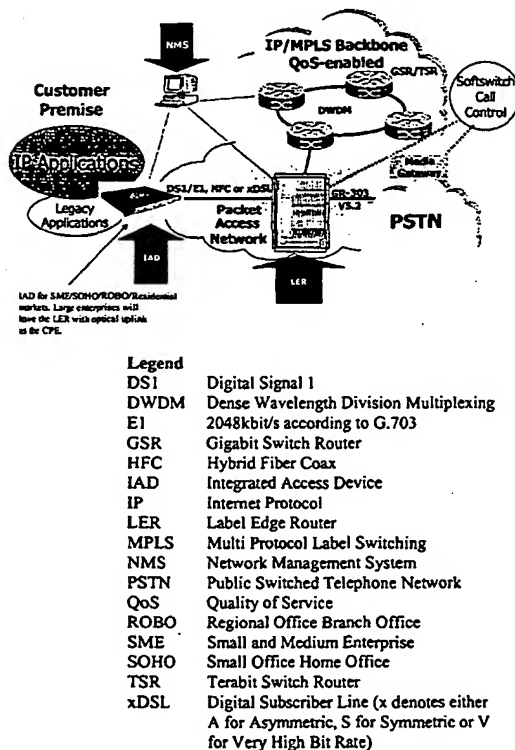 NMS
IP/MPLS Backbone
QoS-enabled
GSR/TSR
Softswitch
Call
Control
Customer
Premise
DWDM
IP Applications
DS1/E1, HFC or xDSL
Media
Gateway
GR-303
V5.2
Legacy
Applications
Packet
Access
Network
PSTN
IAD
LER
IAD for SME/SOHO/ROBO/Residential
markets. Large enterprises will
have the LER with optical uplink
as the CPE.
Legend
DS1 Digital Signal 1
DWDM Dense Wavelength Division Multiplexing
E1 2048kbit/s according to G.703
GSR Gigabit Switch Router
HFC Hybrid Fiber Coax
IAD Integrated Access Device
IP Internet Protocol
LER Label Edge Router
MPLS Multi Protocol Label Switching
NMS Network Management System
PSTN Public Switched Telephone Network
QoS Quality of Service
ROBO Regional Office Branch Office
SME Small and Medium Enterprise
SOHO Small Office Home Office
TSR Terabit Switch Router
xDSL Digital Subscriber Line (x denotes either
A for Asymmetric, S for Symmetric or V
for Very High Bit Rate)